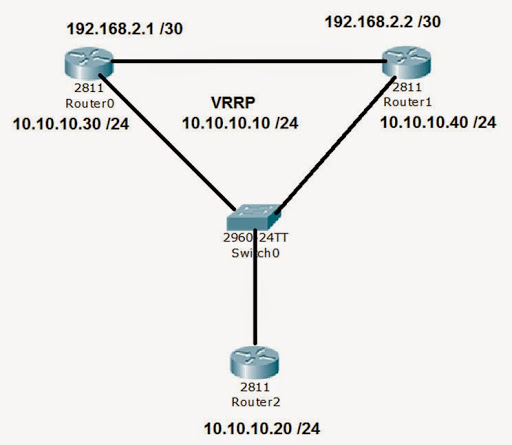 192.168.2.1 /30
192.168.2.2 /30
2811
Router0
2811
Router1
10.10.10.30 /24
VRRP
10.10.10.10 /24
10.10.10.40 /24
2960-24TT
Switch0
2811
Router2
10.10.10.20 /24